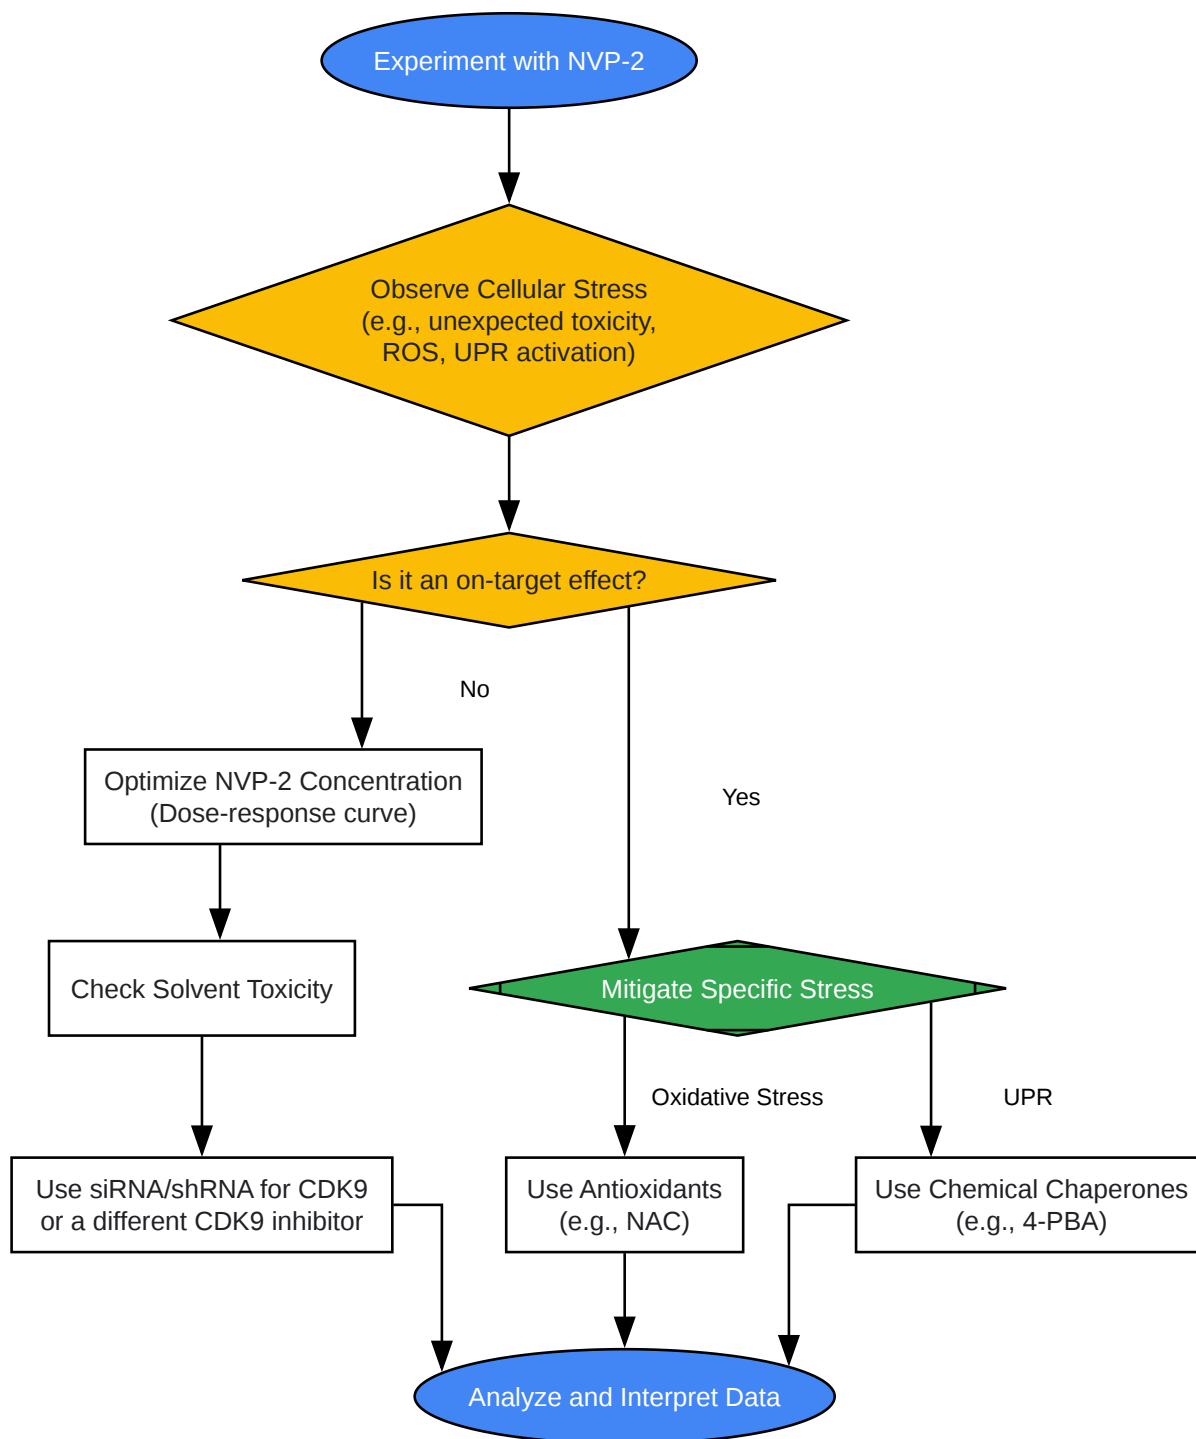 Experiment with NVP-2
Observe Cellular Stress
(e.g., unexpected toxicity,
ROS, UPR activation)
Is it an on-target effect?
No
Optimize NVP-2 Concentration
(Dose-response curve)
Yes
Check Solvent Toxicity
Mitigate Specific Stress
Oxidative Stress
UPR
Use siRNA/shRNA for CDK9
or a different CDK9 inhibitor
Use Antioxidants
(e.g., NAC)
Use Chemical Chaperones
(e.g., 4-PBA)
Analyze and Interpret Data